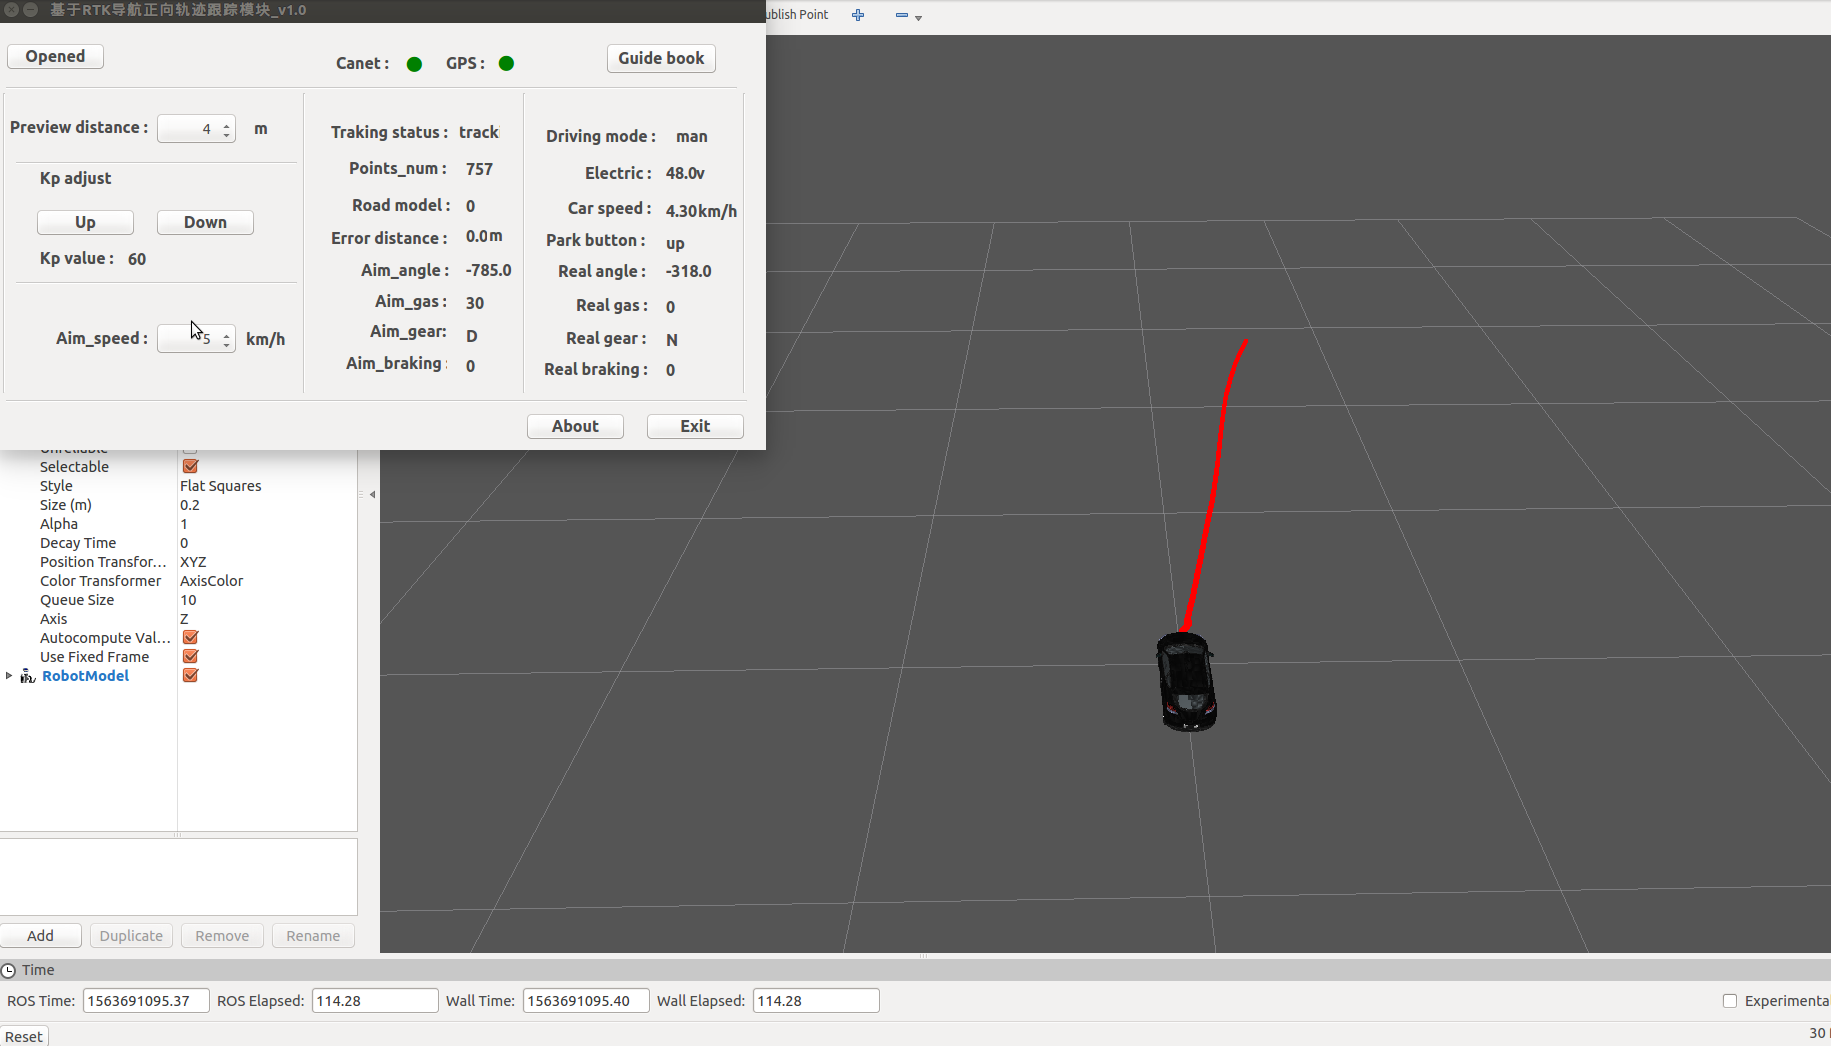 基于RTK导航正向轨迹跟踪模块_v1.0
ublish Point
Opened
Canet :
GPS :
Guide book
Preview distance : 4 m
Kp adjust
Up
Down
Kp value : 60
Aim_speed : 5 km/h
Traking status : track
Points_num : 757
Road model : 0
Error distance : 0.0m
Aim_angle : -785.0
Aim_gas : 30
Aim_gear: D
Aim_braking : 0
Driving mode : man
Electric : 48.0v
Car speed : 4.30km/h
Park button : up
Real angle : -318.0
Real gas : 0
Real gear : N
Real braking : 0
About
Exit
Unreliable
Selectable
Style Flat Squares
Size (m) 0.2
Alpha 1
Decay Time 0
Position Transfor... XYZ
Color Transformer AxisColor
Queue Size 10
Axis Z
Autocompute Val...
Use Fixed Frame
RobotModel
Add
Duplicate
Remove
Rename
Time
ROS Time: 1563691095.37 ROS Elapsed: 114.28 Wall Time: 1563691095.40 Wall Elapsed: 114.28 Experimenta
Reset
30